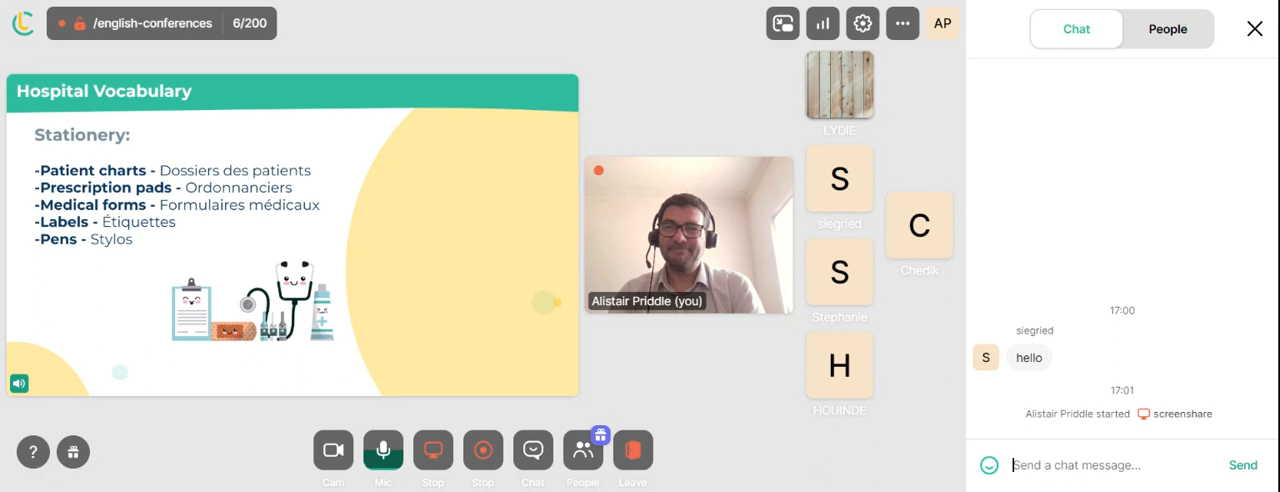 /english-conferences 6/200
AP
Hospital Vocabulary
Stationery:
-Patient charts - Dossiers des patients
-Prescription pads - Ordonnanciers
-Medical forms - Formulaires médicaux
-Labels - Étiquettes
-Pens - Stylos
Alistair Priddle (you)
LYDIE
S
siegried
S
Stephanie
H
HOUINDE
C
Chedik
?
Cam
Mic
Stop
Stop
Chat
People
Leave
Chat
People
17:00
siegried
S
hello
17:01
Alistair Priddle started screenshare
Send a chat message...
Send